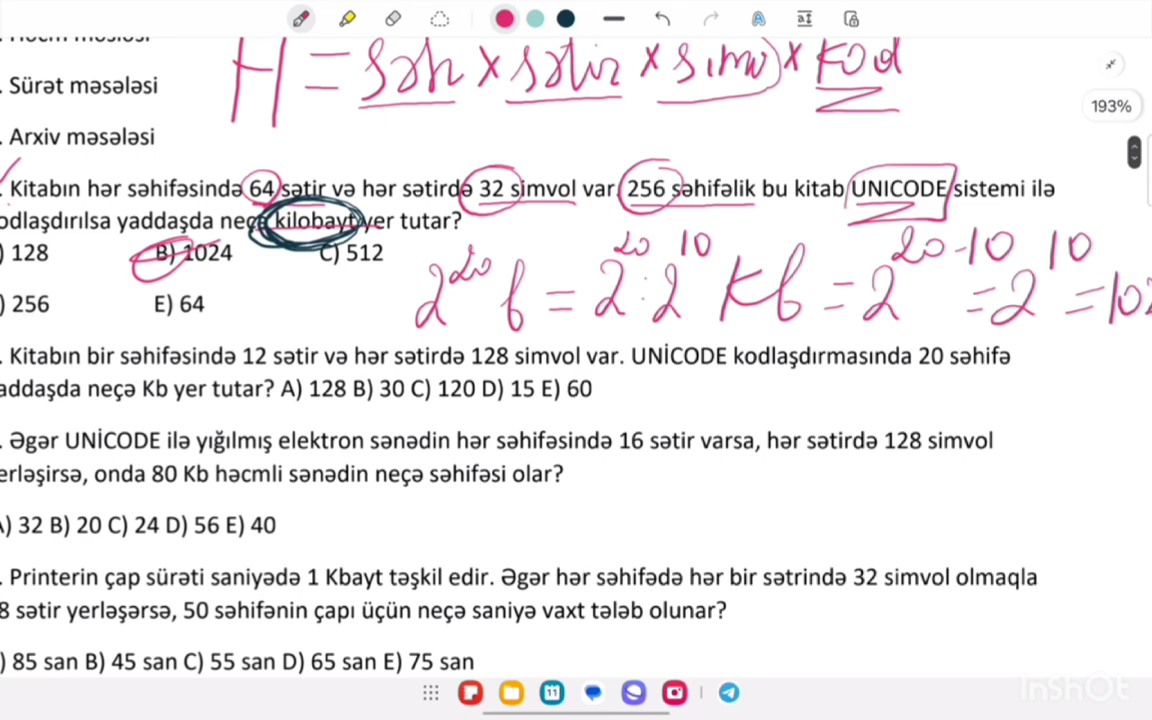 H = səh × sətir × simv × kod
. Sürət məsələsi
193%
. Arxiv məsələsi
. Kitabın hər səhifəsində 64 sətir və hər sətirdə 32 simvol var. 256 səhifəlik bu kitab UNICODE sistemi ilə
odlaşdırılsa yaddaşda neçə kilobayt yer tutar?
) 128 B) 1024 C) 512
2^20 b = 2^20 : 2^10 Kb = 2^20-10 = 2^10 = 102
) 256 E) 64
. Kitabın bir səhifəsində 12 sətir və hər sətirdə 128 simvol var. UNİCODE kodlaşdırmasında 20 səhifə
addaşda neçə Kb yer tutar? A) 128 B) 30 C) 120 D) 15 E) 60
. Əgər UNİCODE ilə yığılmış elektron sənədin hər səhifəsində 16 sətir varsa, hər sətirdə 128 simvol
erləşirsə, onda 80 Kb həcmli sənədin neçə səhifəsi olar?
A) 32 B) 20 C) 24 D) 56 E) 40
. Printerin çap sürəti saniyədə 1 Kbayt təşkil edir. Əgər hər səhifədə hər bir sətrində 32 simvol olmaqla
8 sətir yerləşərsə, 50 səhifənin çapı üçün neçə saniyə vaxt tələb olunar?
) 85 san B) 45 san C) 55 san D) 65 san E) 75 san
11
InShOt